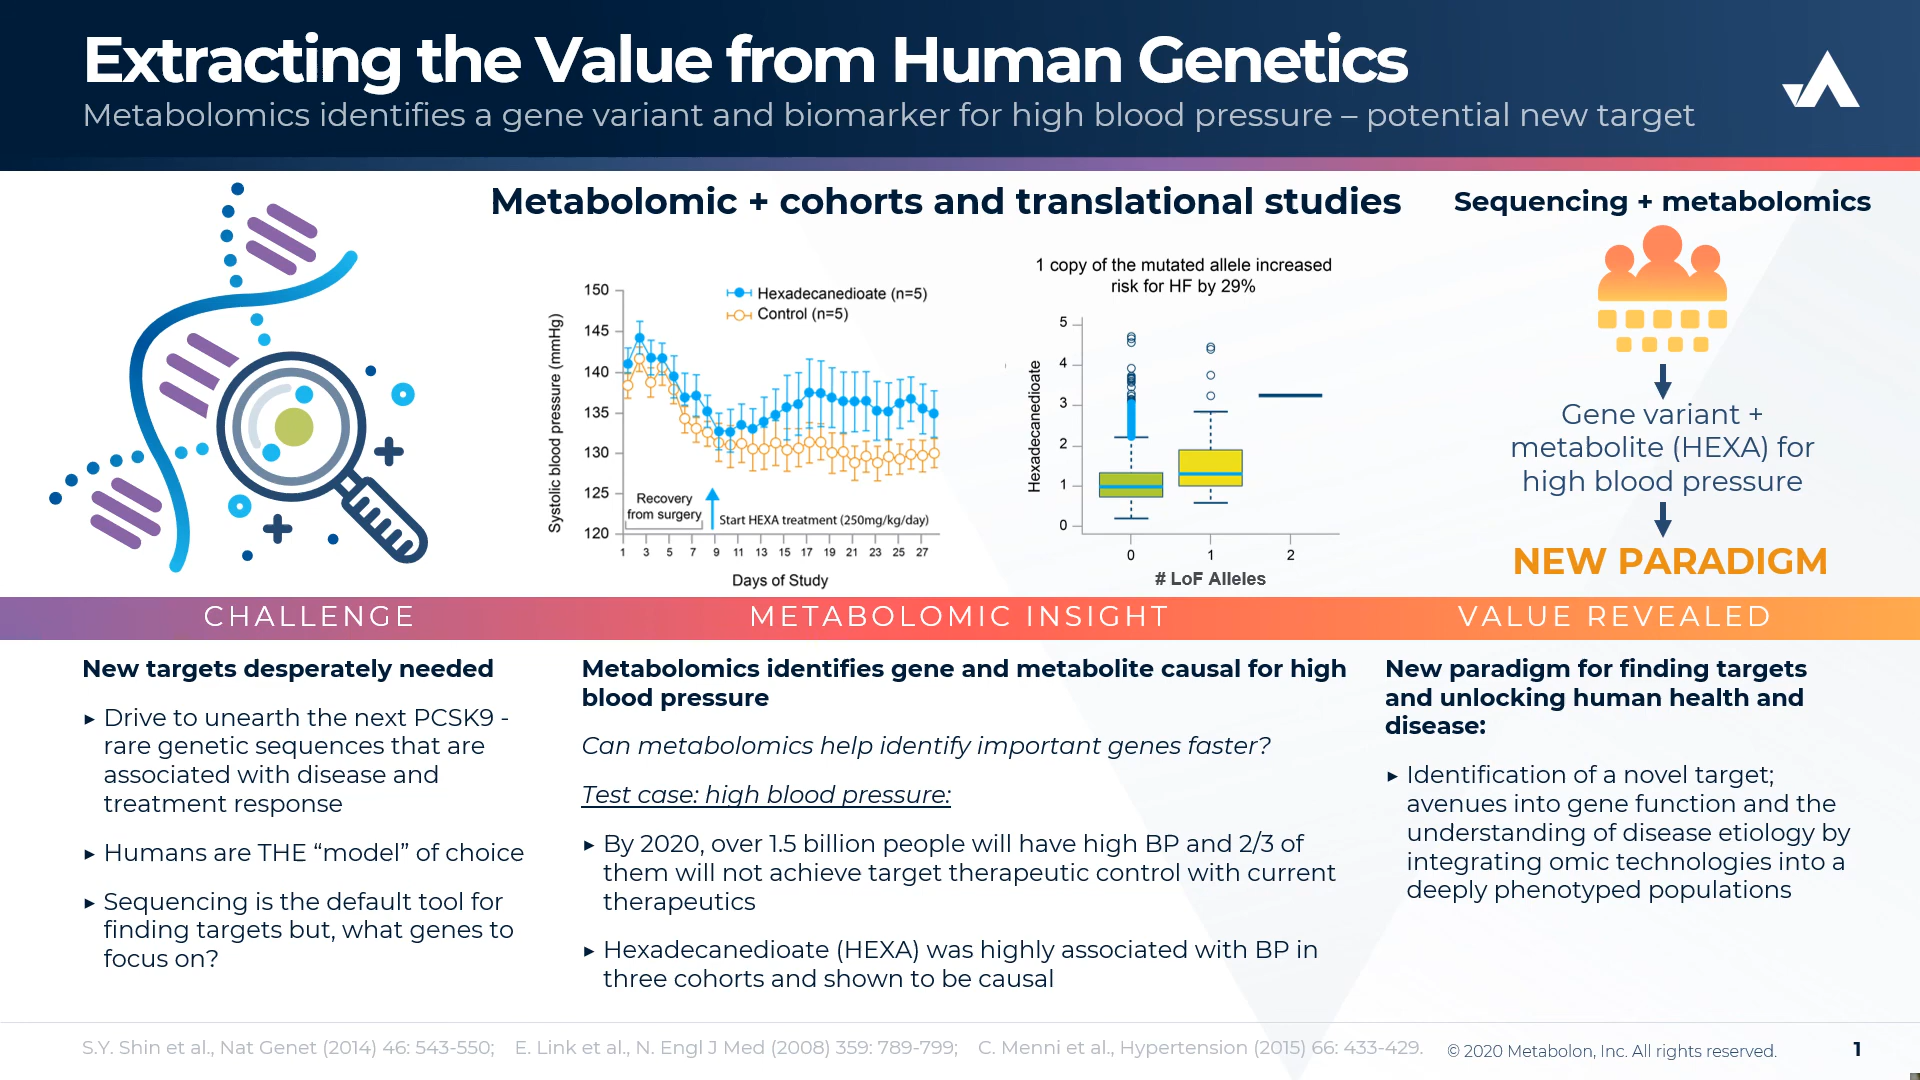 Extracting the Value from Human Genetics
Metabolomics identifies a gene variant and biomarker for high blood pressure – potential new target
Metabolomic + cohorts and translational studies
Sequencing + metabolomics
Systolic blood pressure (mmHg)
150
145
140
135
130
125
120
Hexadecanedioate (n=5)
Control (n=5)
Recovery
from surgery
Start HEXA treatment (250mg/kg/day)
1 3 5 7 9 11 13 15 17 19 21 23 25 27
Days of Study
1 copy of the mutated allele increased
risk for HF by 29%
Hexadecanedioate
5
4
3
2
1
0
0 1 2
# LoF Alleles
Gene variant +
metabolite (HEXA) for
high blood pressure
NEW PARADIGM
CHALLENGE
METABOLOMIC INSIGHT
VALUE REVEALED
New targets desperately needed
▸ Drive to unearth the next PCSK9 -
rare genetic sequences that are
associated with disease and
treatment response
▸ Humans are THE “model” of choice
▸ Sequencing is the default tool for
finding targets but, what genes to
focus on?
Metabolomics identifies gene and metabolite causal for high
blood pressure
Can metabolomics help identify important genes faster?
Test case: high blood pressure:
▸ By 2020, over 1.5 billion people will have high BP and 2/3 of
them will not achieve target therapeutic control with current
therapeutics
▸ Hexadecanedioate (HEXA) was highly associated with BP in
three cohorts and shown to be causal
New paradigm for finding targets
and unlocking human health and
disease:
▸ Identification of a novel target;
avenues into gene function and the
understanding of disease etiology by
integrating omic technologies into a
deeply phenotyped populations
S.Y. Shin et al., Nat Genet (2014) 46: 543-550; E. Link et al., N. Engl J Med (2008) 359: 789-799; C. Menni et al., Hypertension (2015) 66: 433-429.
© 2020 Metabolon, Inc. All rights reserved.
1